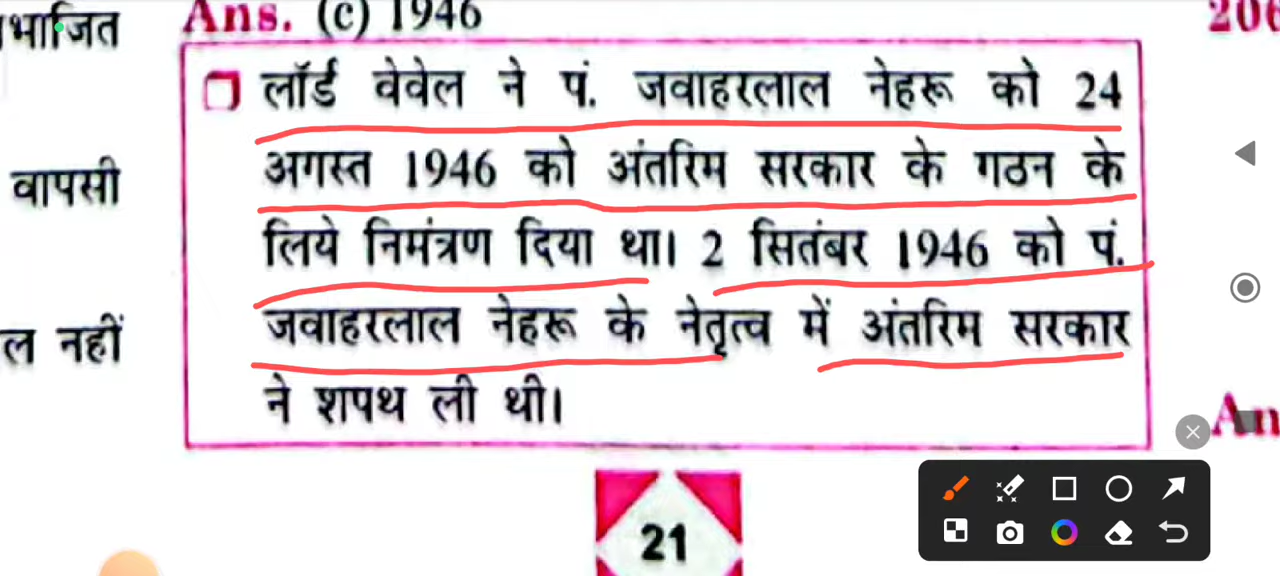 भाजित
Ans. (c) 1946
206
लॉर्ड वेवेल ने पं. जवाहरलाल नेहरू को 24
अगस्त 1946 को अंतरिम सरकार के गठन के
वापसी
लिये निमंत्रण दिया था। 2 सितंबर 1946 को पं.
जवाहरलाल नेहरू के नेतृत्व में अंतरिम सरकार
ल नहीं
ने शपथ ली थी।
An
21